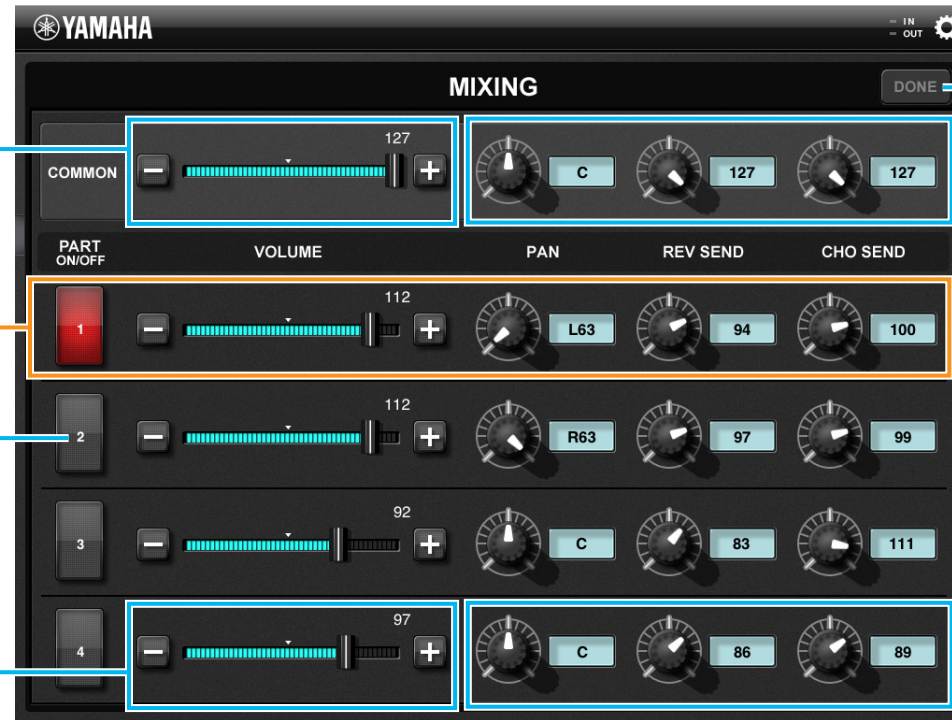 YAMAHA
IN
OUT
MIXING
DONE
127
COMMON
C
127
127
PART
ON/OFF
VOLUME
PAN
REV SEND
CHO SEND
112
1
L63
94
100
112
2
R63
97
99
92
3
C
83
111
97
4
C
86
89